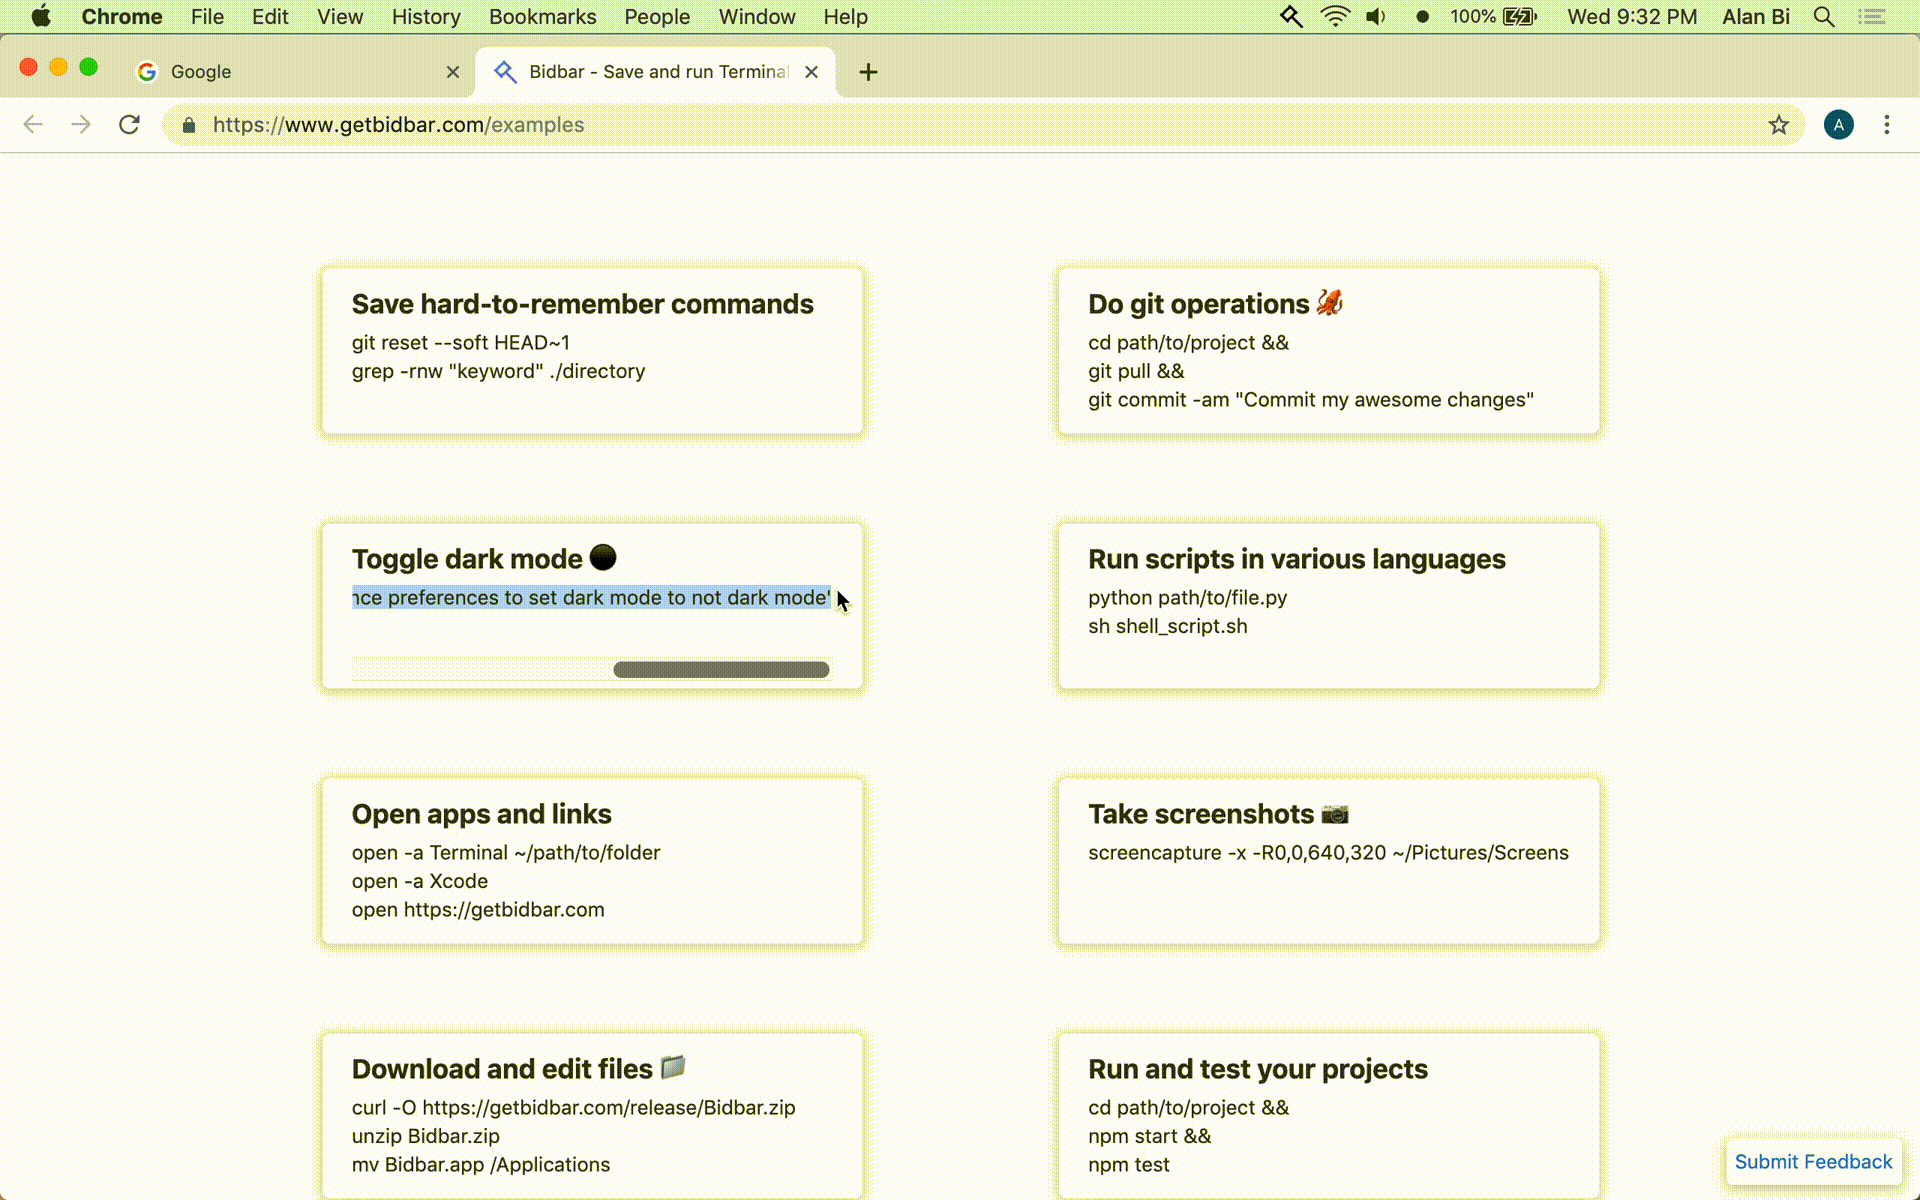 Chrome File Edit View History Bookmarks People Window Help 100% Wed 9:32 PM Alan Bi
Google
Bidbar - Save and run Terminal
https://www.getbidbar.com/examples
A
Save hard-to-remember commands
git reset --soft HEAD~1
grep -rnw "keyword" ./directory
Do git operations
cd path/to/project &&
git pull &&
git commit -am "Commit my awesome changes"
Toggle dark mode
nce preferences to set dark mode to not dark mode'
Run scripts in various languages
python path/to/file.py
sh shell_script.sh
Open apps and links
open -a Terminal ~/path/to/folder
open -a Xcode
open https://getbidbar.com
Take screenshots
screencapture -x -R0,0,640,320 ~/Pictures/Screens
Download and edit files
curl -O https://getbidbar.com/release/Bidbar.zip
unzip Bidbar.zip
mv Bidbar.app /Applications
Run and test your projects
cd path/to/project &&
npm start &&
npm test
Submit Feedback